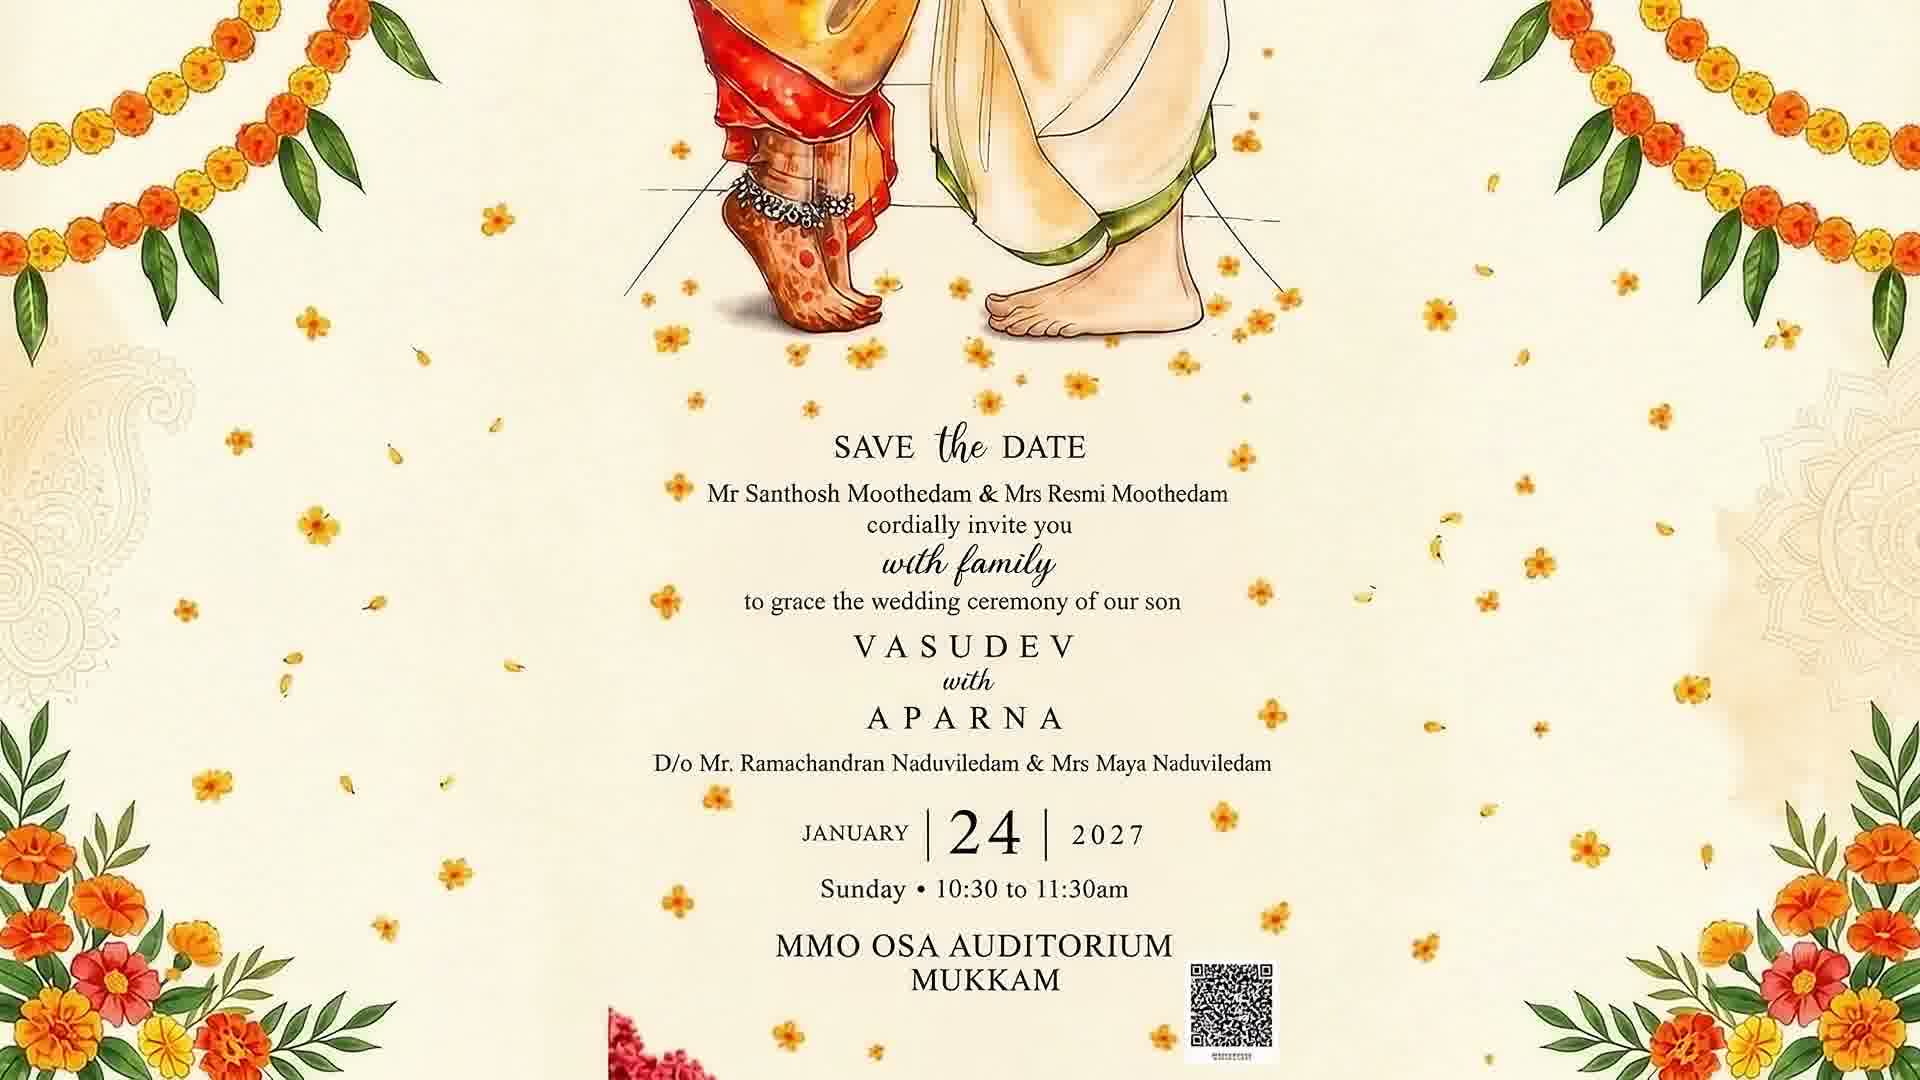 SAVE the DATE
Mr Santhosh Moothedam & Mrs Resmi Moothedam
cordially invite you
with family
to grace the wedding ceremony of our son
VASUDEV
with
APARNA
D/o Mr. Ramachandran Naduviledam & Mrs Maya Naduviledam
JANUARY | 24 | 2027
Sunday • 10:30 to 11:30am
MMO OSA AUDITORIUM
MUKKAM